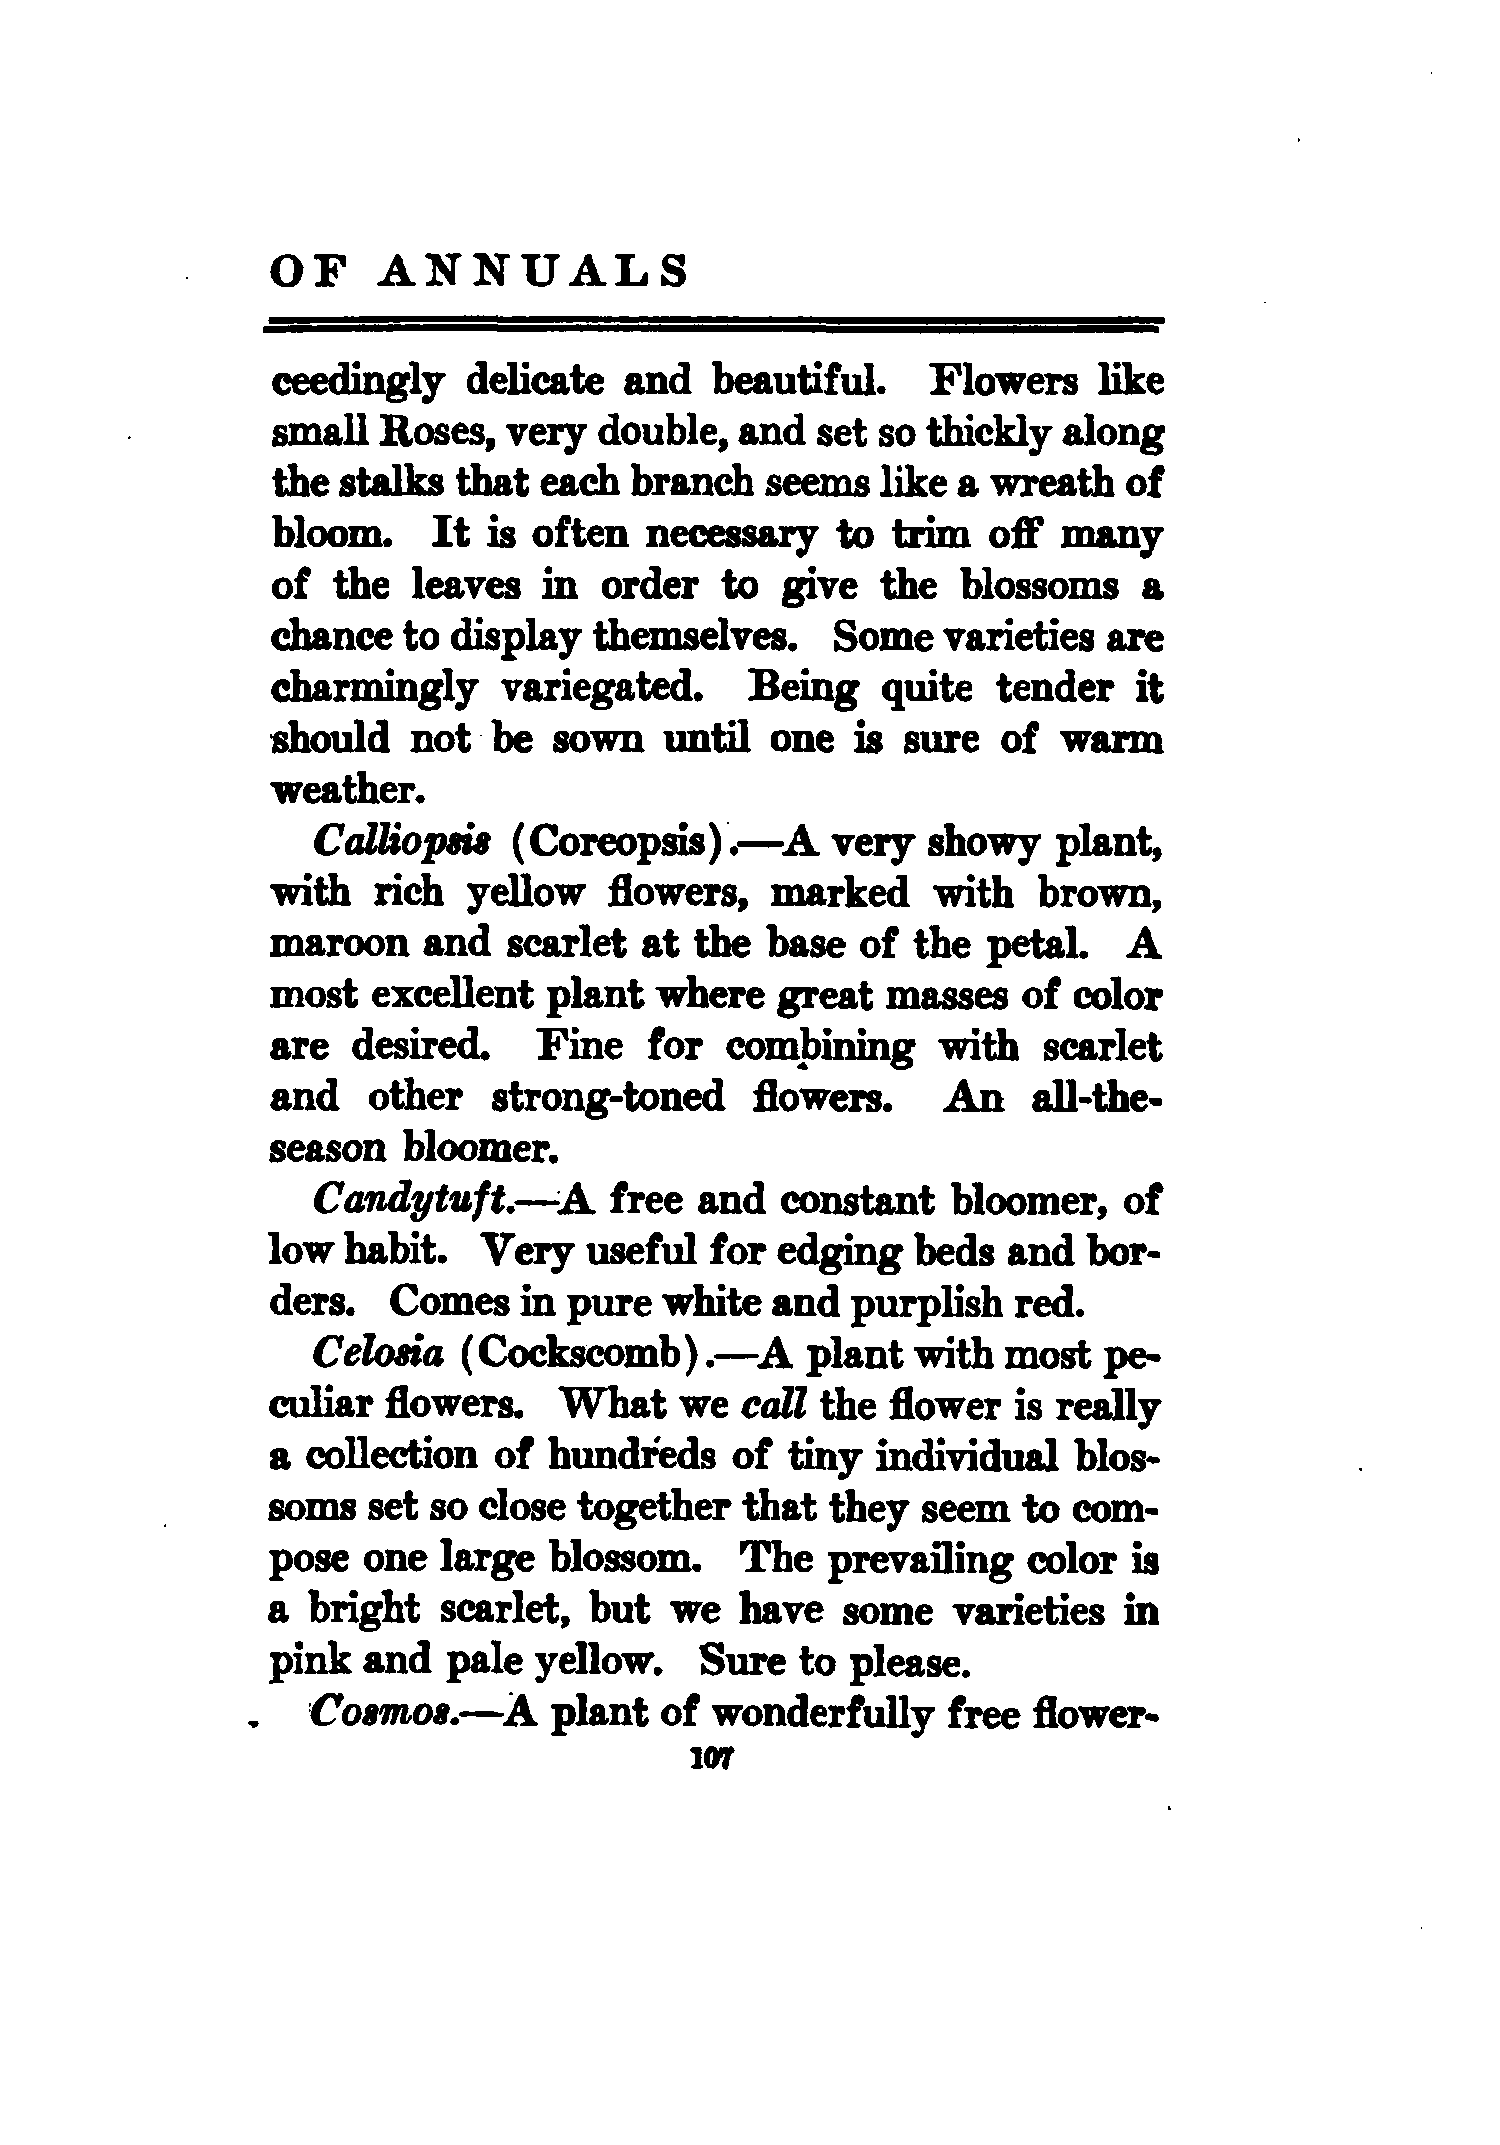 OF ANNUALS
ceedingly delicate and beautiful. Flowers like
small Roses, very double, and set so thickly along
the stalks that each branch seems like a wreath of
bloom. It is often necessary to trim off many
of the leaves in order to give the blossoms a
chance to display themselves. Some varieties are
charmingly variegated. Being quite tender it
should not be sown until one is sure of warm
weather.
Calliopsis (Coreopsis).—A very showy plant,
with rich yellow flowers, marked with brown,
maroon and scarlet at the base of the petal. A
most excellent plant where great masses of color
are desired. Fine for combining with scarlet
and other strong-toned flowers. An all-the-
season bloomer.
Candytuft.—A free and constant bloomer, of
low habit. Very useful for edging beds and bor-
ders. Comes in pure white and purplish red.
Celosia (Cockscomb).—A plant with most pe-
culiar flowers. What we call the flower is really
a collection of hundreds of tiny individual blos-
soms set so close together that they seem to com-
pose one large blossom. The prevailing color is
a bright scarlet, but we have some varieties in
pink and pale yellow. Sure to please.
Cosmos.—A plant of wonderfully free flower-
107